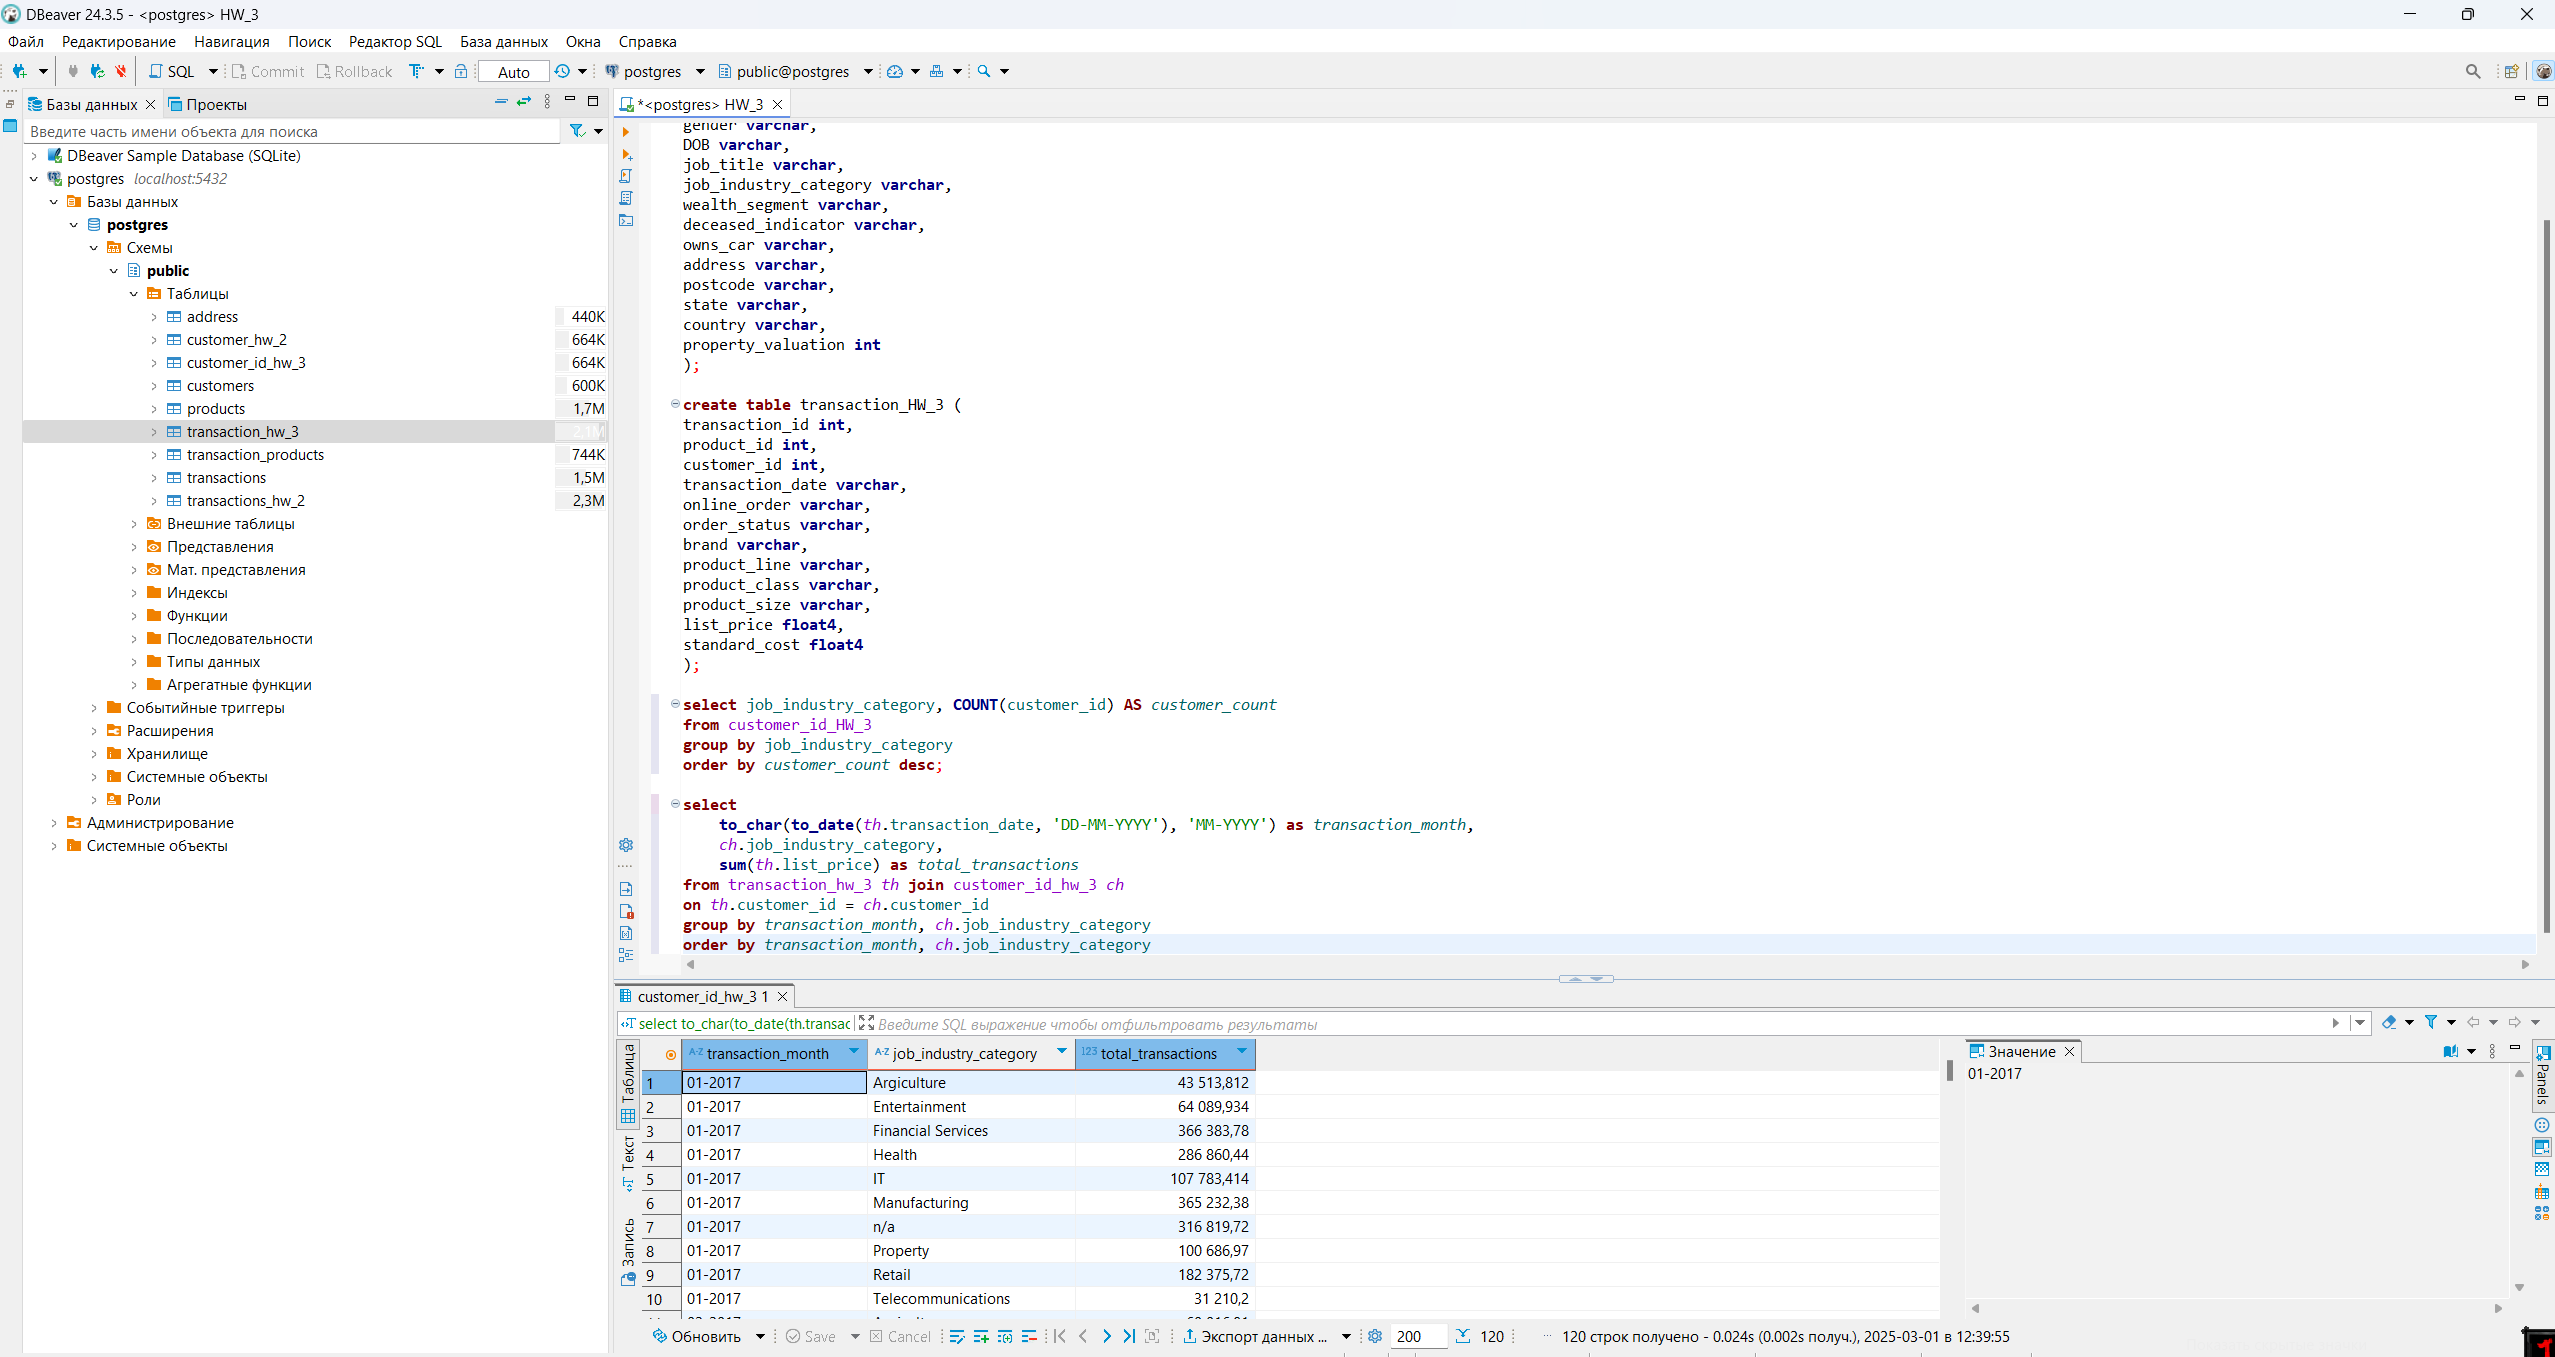 DBeaver 24.3.5 - <postgres> HW_3
Файл Редактирование Навигация Поиск Редактор SQL База данных Окна Справка
SQL Commit Rollback Auto postgres public@postgres
Базы данных Проекты
Введите часть имени объекта для поиска
DBeaver Sample Database (SQLite)
postgres localhost:5432
Базы данных
postgres
Схемы
public
Таблицы
address 440K
customer_hw_2 664K
customer_id_hw_3 664K
customers 600K
products 1,7M
transaction_hw_3 2,1M
transaction_products 744K
transactions 1,5M
transactions_hw_2 2,3M
Внешние таблицы
Представления
Мат. представления
Индексы
Функции
Последовательности
Типы данных
Агрегатные функции
Событийные триггеры
Расширения
Хранилище
Системные объекты
Роли
Администрирование
Системные объекты
*<postgres> HW_3
gender varchar,
DOB varchar,
job_title varchar,
job_industry_category varchar,
wealth_segment varchar,
deceased_indicator varchar,
owns_car varchar,
address varchar,
postcode varchar,
state varchar,
country varchar,
property_valuation int
);
create table transaction_HW_3 (
transaction_id int,
product_id int,
customer_id int,
transaction_date varchar,
online_order varchar,
order_status varchar,
brand varchar,
product_line varchar,
product_class varchar,
product_size varchar,
list_price float4,
standard_cost float4
);
select job_industry_category, COUNT(customer_id) AS customer_count
from customer_id_HW_3
group by job_industry_category
order by customer_count desc;
select
to_char(to_date(th.transaction_date, 'DD-MM-YYYY'), 'MM-YYYY') as transaction_month,
ch.job_industry_category,
sum(th.list_price) as total_transactions
from transaction_hw_3 th join customer_id_hw_3 ch
on th.customer_id = ch.customer_id
group by transaction_month, ch.job_industry_category
order by transaction_month, ch.job_industry_category
customer_id_hw_3 1
select to_char(to_date(th.transac Введите SQL выражение чтобы отфильтровать результаты
Таблица
Текст
Запись
A-Z transaction_month A-Z job_industry_category 123 total_transactions
1 01-2017 Argiculture 43 513,812
2 01-2017 Entertainment 64 089,934
3 01-2017 Financial Services 366 383,78
4 01-2017 Health 286 860,44
5 01-2017 IT 107 783,414
6 01-2017 Manufacturing 365 232,38
7 01-2017 n/a 316 819,72
8 01-2017 Property 100 686,97
9 01-2017 Retail 182 375,72
10 01-2017 Telecommunications 31 210,2
Значение
01-2017
Panels
Обновить Save Cancel Экспорт данных ... 200 120 120 строк получено - 0.024s (0.002s получ.), 2025-03-01 в 12:39:55